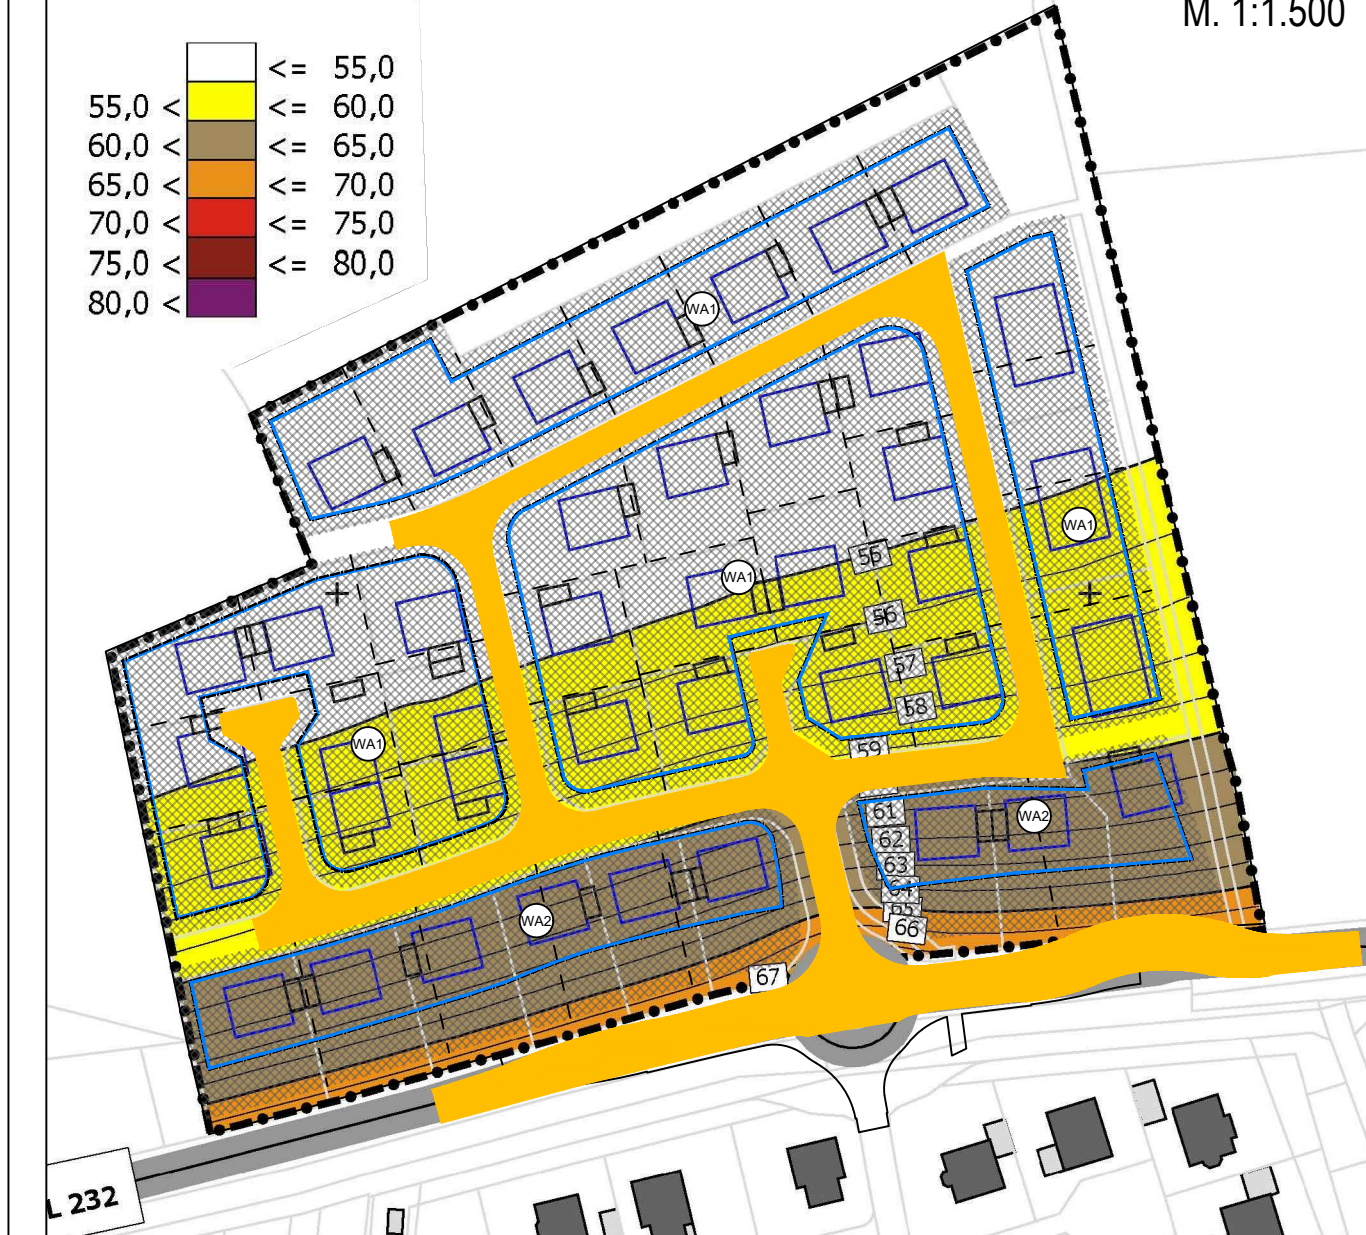 M. 1:1.500
<= 55,0
55,0 < <= 60,0
60,0 < <= 65,0
65,0 < <= 70,0
70,0 < <= 75,0
75,0 < <= 80,0
80,0 <
WA1
WA1
56
WA1
56
57
58
WA1
59
61
WA2
62
63
64
65
WA2
66
67
L 232